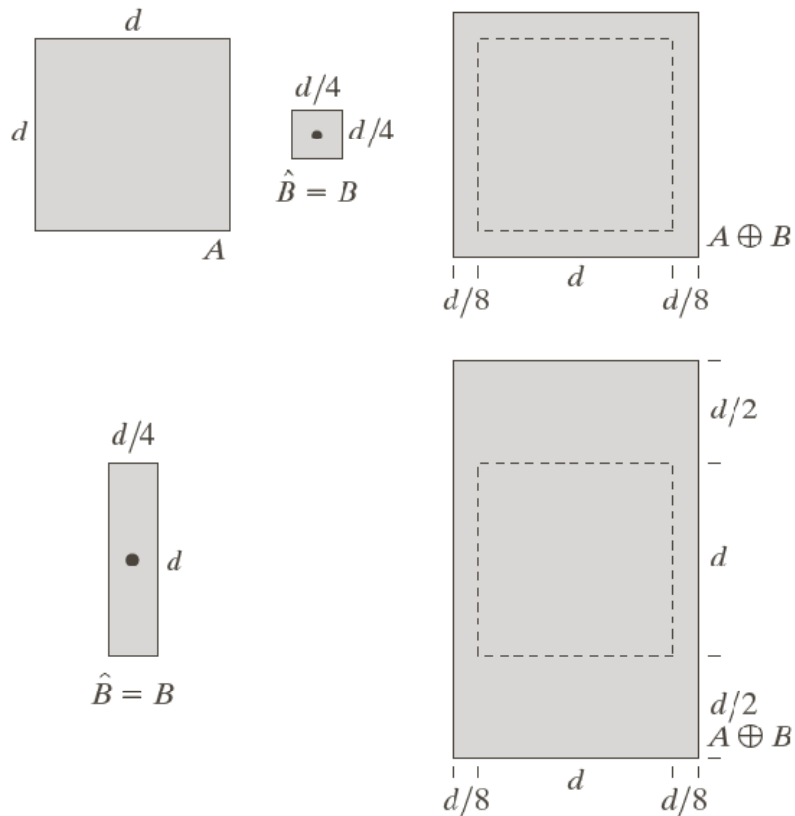 d
d
A
d/4
d/4
B̂ = B
A ⊕ B
d
d/8
d/8
d/4
d
B̂ = B
d/2
d
d/2
A ⊕ B
d
d/8
d/8